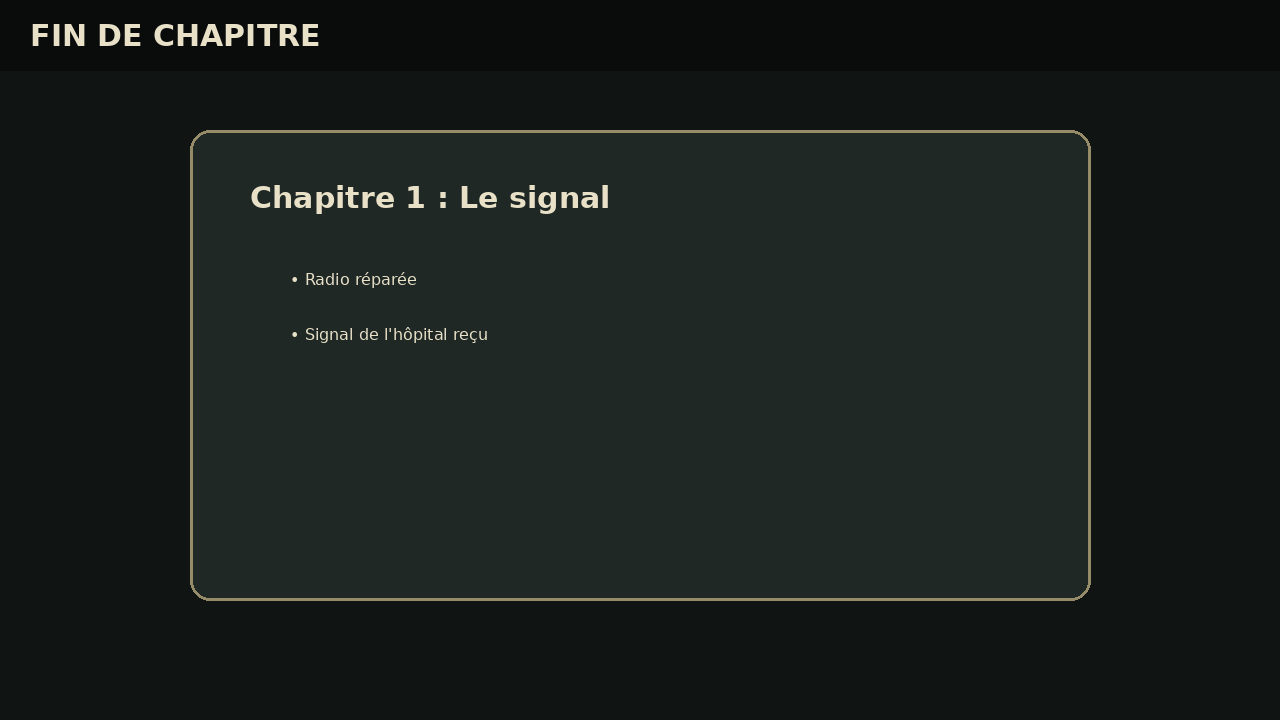 FIN DE CHAPITRE
Chapitre 1 : Le signal
• Radio réparée
• Signal de l'hôpital reçu